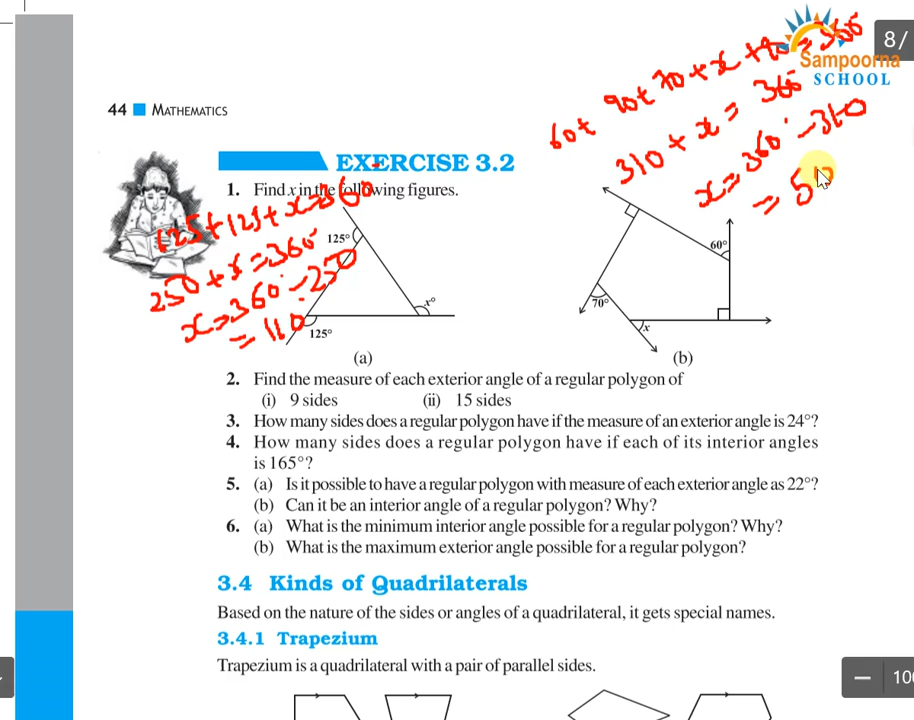 8/
Sampoorna
SCHOOL
44 MATHEMATICS
60+ 90+ 70+x+90=360
310+x=360
x=360°-310
=50
EXERCISE 3.2
1. Find x in the following figures.
125+125+x=360
250+x=360°
x=360°-250
=110
125°
x°
125°
60°
70°
x
(a)
(b)
2. Find the measure of each exterior angle of a regular polygon of
(i) 9 sides (ii) 15 sides
3. How many sides does a regular polygon have if the measure of an exterior angle is 24°?
4. How many sides does a regular polygon have if each of its interior angles
is 165°?
5. (a) Is it possible to have a regular polygon with measure of each exterior angle as 22°?
(b) Can it be an interior angle of a regular polygon? Why?
6. (a) What is the minimum interior angle possible for a regular polygon? Why?
(b) What is the maximum exterior angle possible for a regular polygon?
3.4 Kinds of Quadrilaterals
Based on the nature of the sides or angles of a quadrilateral, it gets special names.
3.4.1 Trapezium
Trapezium is a quadrilateral with a pair of parallel sides.